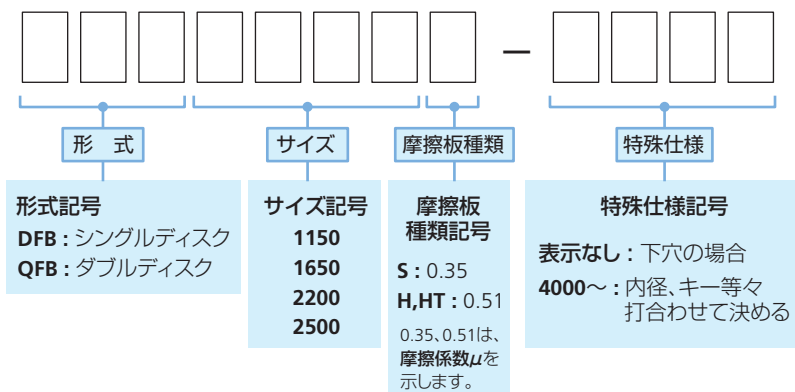 形 式
サイズ
摩擦板種類
特殊仕様
形式記号
DFB : シングルディスク
QFB : ダブルディスク
サイズ記号
1150
1650
2200
2500
摩擦板
種類記号
S : 0.35
H,HT : 0.51
0.35、0.51は、
摩擦係数μを
示します。
特殊仕様記号
表示なし : 下穴の場合
4000〜 : 内径、キー等々
打合わせて決める